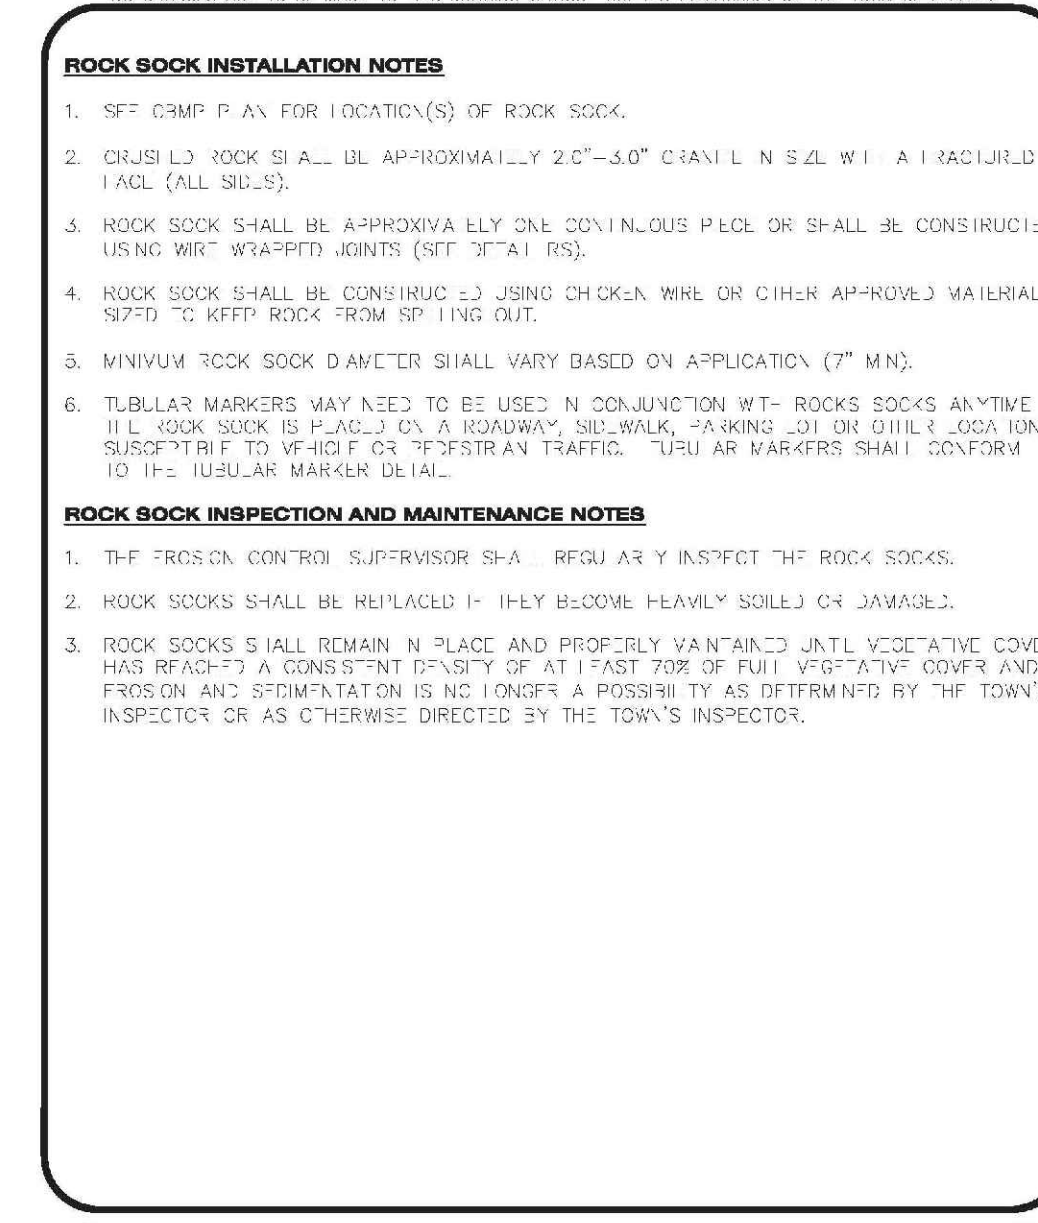 ROCK SOCK INSTALLATION NOTES
1. SEE CBMP PLAN FOR LOCATION(S) OF ROCK SOCK.
2. CRUSHED ROCK SHALL BE APPROXIMATELY 2.0"-3.0" GRANITE IN SIZE WITH A FRACTURED
FACE (ALL SIDES).
3. ROCK SOCK SHALL BE APPROXIMATELY ONE CONTINUOUS PIECE OR SHALL BE CONSTRUCTE
USING WIRE WRAPPED JOINTS (SEE DETAIL RS).
4. ROCK SOCK SHALL BE CONSTRUCTED USING CHICKEN WIRE OR OTHER APPROVED MATERIAL
SIZED TO KEEP ROCK FROM SPILLING OUT.
5. MINIMUM ROCK SOCK DIAMETER SHALL VARY BASED ON APPLICATION (7" MIN).
6. TUBULAR MARKERS MAY NEED TO BE USED IN CONJUNCTION WITH ROCKS SOCKS ANYTIME
THE ROCK SOCK IS PLACED ON A ROADWAY, SIDEWALK, PARKING LOT OR OTHER LOCATION
SUSCEPTIBLE TO VEHICLE OR PEDESTRIAN TRAFFIC. TUBULAR MARKERS SHALL CONFORM
TO THE TUBULAR MARKER DETAIL.
ROCK SOCK INSPECTION AND MAINTENANCE NOTES
1. THE EROSION CONTROL SUPERVISOR SHALL REGULARLY INSPECT THE ROCK SOCKS.
2. ROCK SOCKS SHALL BE REPLACED IF THEY BECOME HEAVILY SOILED OR DAMAGED.
3. ROCK SOCKS SHALL REMAIN IN PLACE AND PROPERLY MAINTAINED UNTIL VEGETATIVE COVE
HAS REACHED A CONSISTENT DENSITY OF AT LEAST 70% OF FULL VEGETATIVE COVER AND
EROSION AND SEDIMENTATION IS NO LONGER A POSSIBILITY AS DETERMINED BY THE TOWN'
INSPECTOR OR AS OTHERWISE DIRECTED BY THE TOWN'S INSPECTOR.